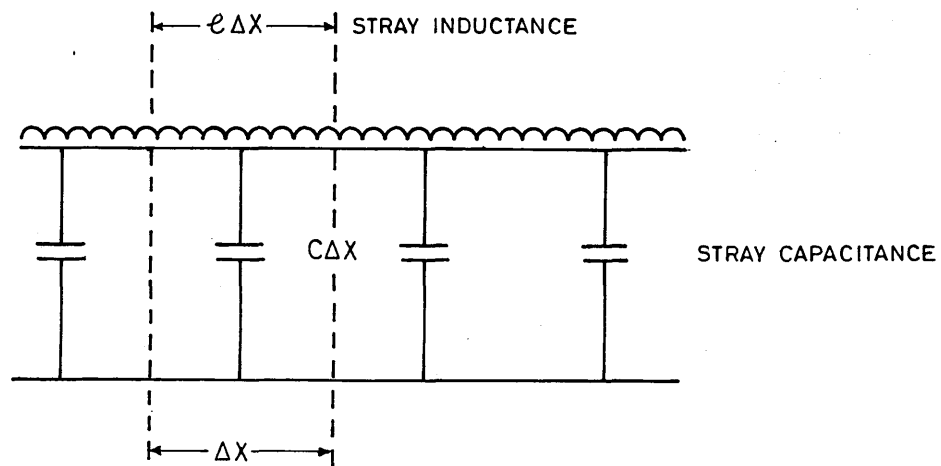 ℓΔX STRAY INDUCTANCE
CΔX
STRAY CAPACITANCE
ΔX